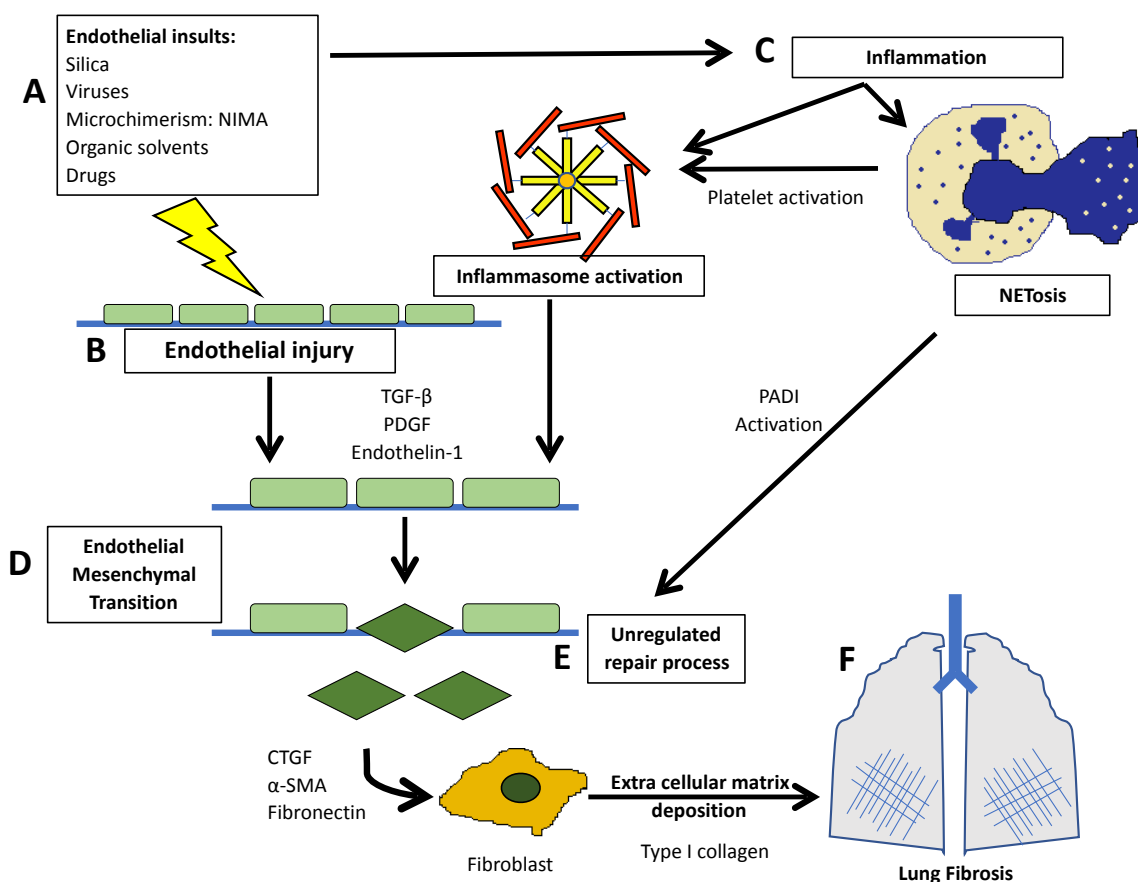 A
Endothelial insults:
Silica
Viruses
Microchimerism: NIMA
Organic solvents
Drugs
C
Inflammation
Platelet activation
Inflammasome activation
NETosis
B
Endothelial injury
TGF-β
PDGF
Endothelin-1
PADI
Activation
D
Endothelial
Mesenchymal
Transition
E
Unregulated
repair process
F
CTGF
α-SMA
Fibronectin
Fibroblast
Extra cellular matrix
deposition
Type I collagen
Lung Fibrosis